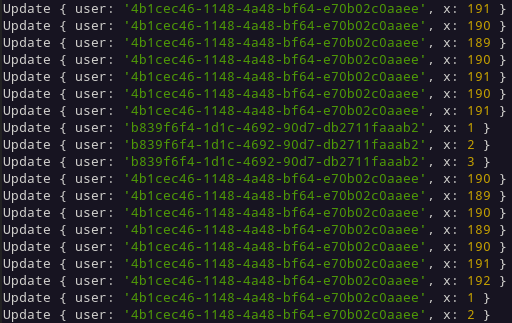 Update { user: '4b1cec46-1148-4a48-bf64-e70b02c0aaee', x: 191 }
Update { user: '4b1cec46-1148-4a48-bf64-e70b02c0aaee', x: 190 }
Update { user: '4b1cec46-1148-4a48-bf64-e70b02c0aaee', x: 189 }
Update { user: '4b1cec46-1148-4a48-bf64-e70b02c0aaee', x: 190 }
Update { user: '4b1cec46-1148-4a48-bf64-e70b02c0aaee', x: 191 }
Update { user: '4b1cec46-1148-4a48-bf64-e70b02c0aaee', x: 190 }
Update { user: '4b1cec46-1148-4a48-bf64-e70b02c0aaee', x: 191 }
Update { user: 'b839f6f4-1d1c-4692-90d7-db2711faaab2', x: 1 }
Update { user: 'b839f6f4-1d1c-4692-90d7-db2711faaab2', x: 2 }
Update { user: 'b839f6f4-1d1c-4692-90d7-db2711faaab2', x: 3 }
Update { user: '4b1cec46-1148-4a48-bf64-e70b02c0aaee', x: 190 }
Update { user: '4b1cec46-1148-4a48-bf64-e70b02c0aaee', x: 189 }
Update { user: '4b1cec46-1148-4a48-bf64-e70b02c0aaee', x: 190 }
Update { user: '4b1cec46-1148-4a48-bf64-e70b02c0aaee', x: 189 }
Update { user: '4b1cec46-1148-4a48-bf64-e70b02c0aaee', x: 190 }
Update { user: '4b1cec46-1148-4a48-bf64-e70b02c0aaee', x: 191 }
Update { user: '4b1cec46-1148-4a48-bf64-e70b02c0aaee', x: 192 }
Update { user: '4b1cec46-1148-4a48-bf64-e70b02c0aaee', x: 1 }
Update { user: '4b1cec46-1148-4a48-bf64-e70b02c0aaee', x: 2 }